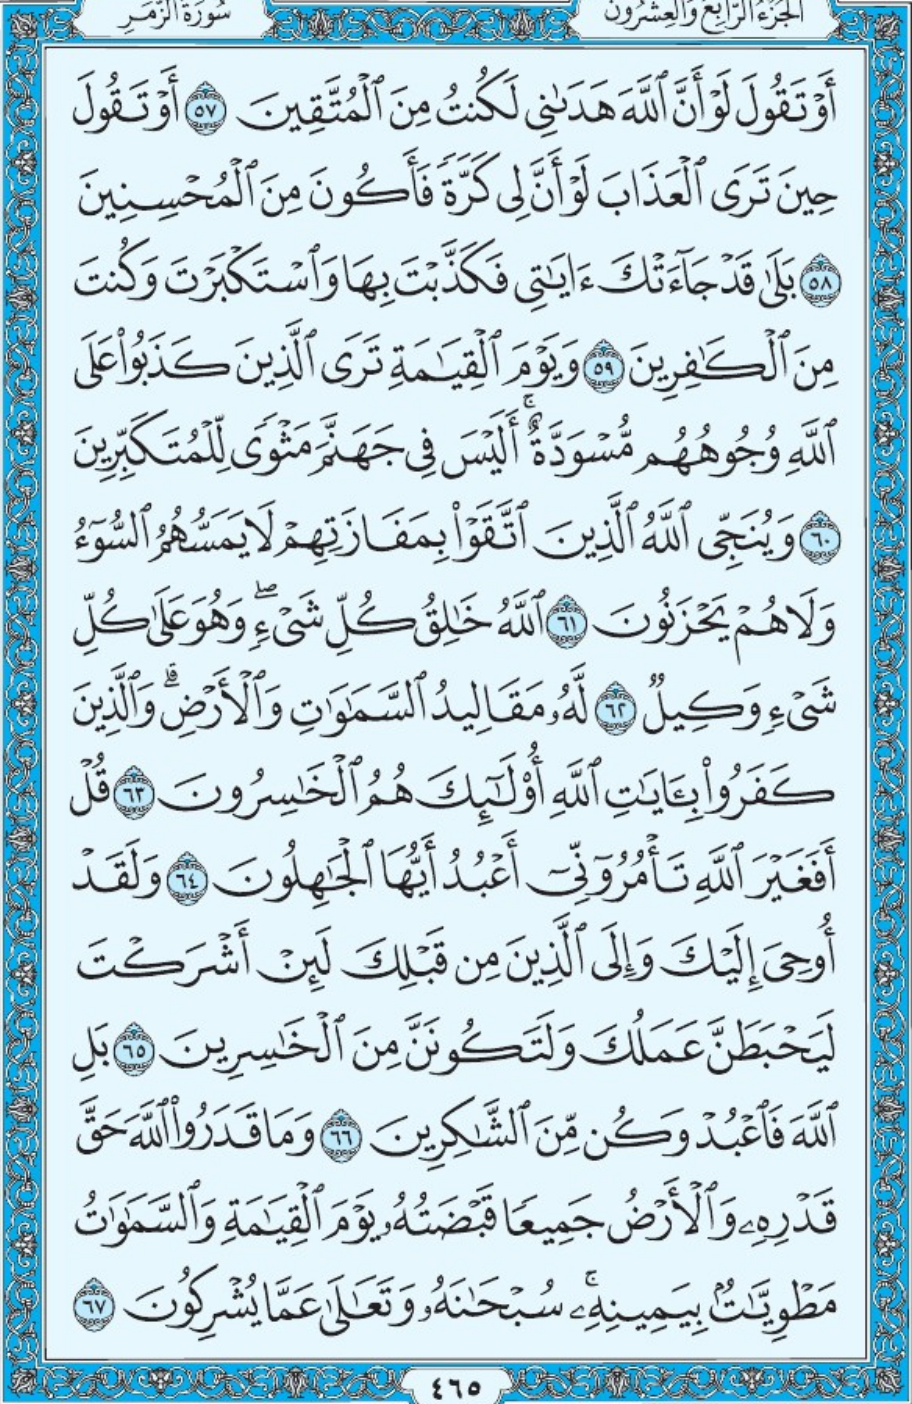 الجزء الرابع والعشرون سورة الزمر
أَوْ تَقُولَ لَوْ أَنَّ ٱللَّهَ هَدَىٰنِى لَكُنتُ مِنَ ٱلْمُتَّقِينَ ٥٧ أَوْ تَقُولَ
حِينَ تَرَى ٱلْعَذَابَ لَوْ أَنَّ لِى كَرَّةً فَأَكُونَ مِنَ ٱلْمُحْسِنِينَ
٥٨ بَلَىٰ قَدْ جَآءَتْكَ ءَايَٰتِى فَكَذَّبْتَ بِهَا وَٱسْتَكْبَرْتَ وَكُنتَ
مِنَ ٱلْكَٰفِرِينَ ٥٩ وَيَوْمَ ٱلْقِيَٰمَةِ تَرَى ٱلَّذِينَ كَذَبُوا۟ عَلَى
ٱللَّهِ وُجُوهُهُم مُّسْوَدَّةٌ ۚ أَلَيْسَ فِى جَهَنَّمَ مَثْوًى لِّلْمُتَكَبِّرِينَ
٦٠ وَيُنَجِّى ٱللَّهُ ٱلَّذِينَ ٱتَّقَوْا۟ بِمَفَازَتِهِمْ لَا يَمَسُّهُمُ ٱلسُّوٓءُ
وَلَا هُمْ يَحْزَنُونَ ٦١ ٱللَّهُ خَٰلِقُ كُلِّ شَىْءٍ ۖ وَهُوَ عَلَىٰ كُلِّ
شَىْءٍ وَكِيلٌ ٦٢ لَّهُۥ مَقَالِيدُ ٱلسَّمَٰوَٰتِ وَٱلْأَرْضِ ۗ وَٱلَّذِينَ
كَفَرُوا۟ بِـَٔايَٰتِ ٱللَّهِ أُو۟لَٰٓئِكَ هُمُ ٱلْخَٰسِرُونَ ٦٣ قُلْ
أَفَغَيْرَ ٱللَّهِ تَأْمُرُوٓنِّىٓ أَعْبُدُ أَيُّهَا ٱلْجَٰهِلُونَ ٦٤ وَلَقَدْ
أُوحِىَ إِلَيْكَ وَإِلَى ٱلَّذِينَ مِن قَبْلِكَ لَئِنْ أَشْرَكْتَ
لَيَحْبَطَنَّ عَمَلُكَ وَلَتَكُونَنَّ مِنَ ٱلْخَٰسِرِينَ ٦٥ بَلِ
ٱللَّهَ فَٱعْبُدْ وَكُن مِّنَ ٱلشَّٰكِرِينَ ٦٦ وَمَا قَدَرُوا۟ ٱللَّهَ حَقَّ
قَدْرِهِۦ وَٱلْأَرْضُ جَمِيعًا قَبْضَتُهُۥ يَوْمَ ٱلْقِيَٰمَةِ وَٱلسَّمَٰوَٰتُ
مَطْوِيَّٰتٌۢ بِيَمِينِهِۦ ۚ سُبْحَٰنَهُۥ وَتَعَٰلَىٰ عَمَّا يُشْرِكُونَ ٦٧
٤٦٥